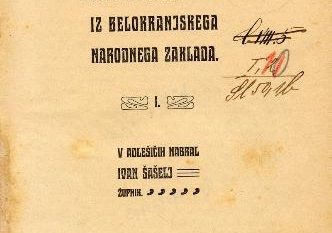 IZ BELOKRANJSKEGA
NARODNEGA ZAKLADA.
I.
V ADLEŠIČIH NABRAL
IVAN ŠAŠELJ
ŽUPNIK.